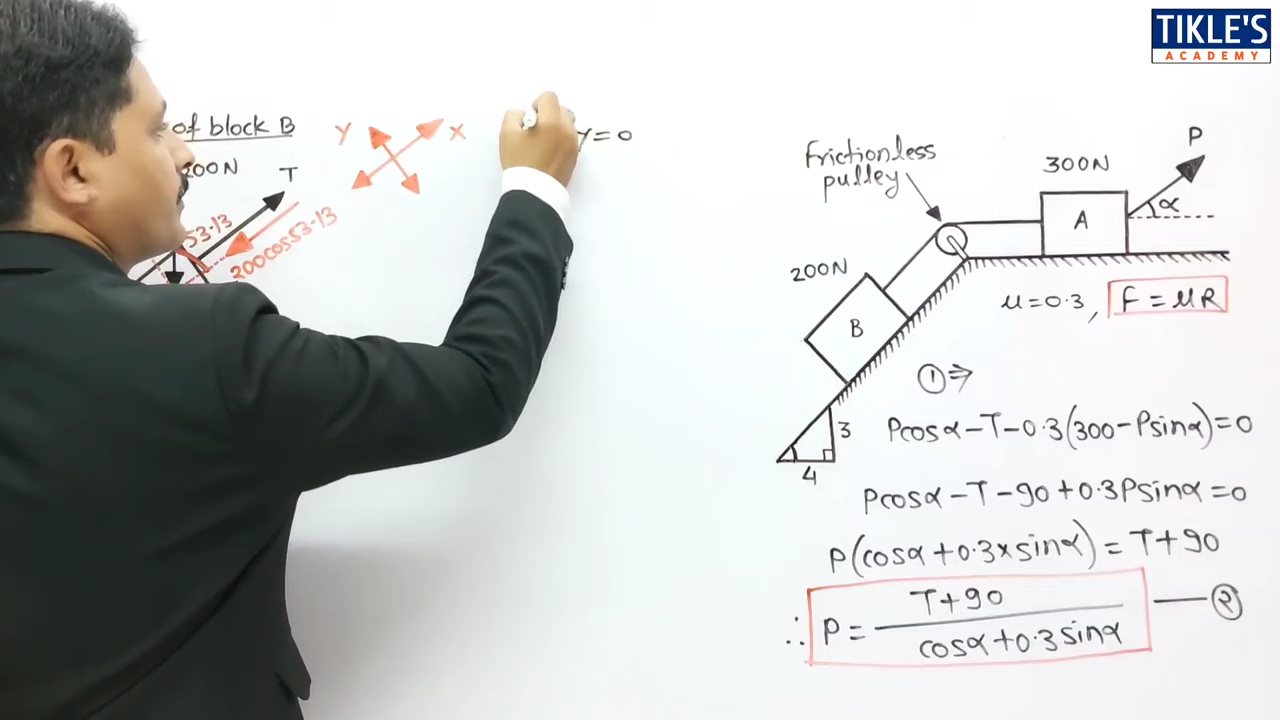 TIKLE'S
ACADEMY
of block B
200N
T
53.13
200cos53.13
Y
X
Y=0
Frictionless
pulley
300N
P
α
A
200N
B
μ=0.3, F=μR
3
4
①⇒
Pcosα-T-0.3(300-Psinα)=0
Pcosα-T-90+0.3Psinα=0
P(cosα+0.3×sinα)=T+90
∴ P= T+90
cosα+0.3sinα
②